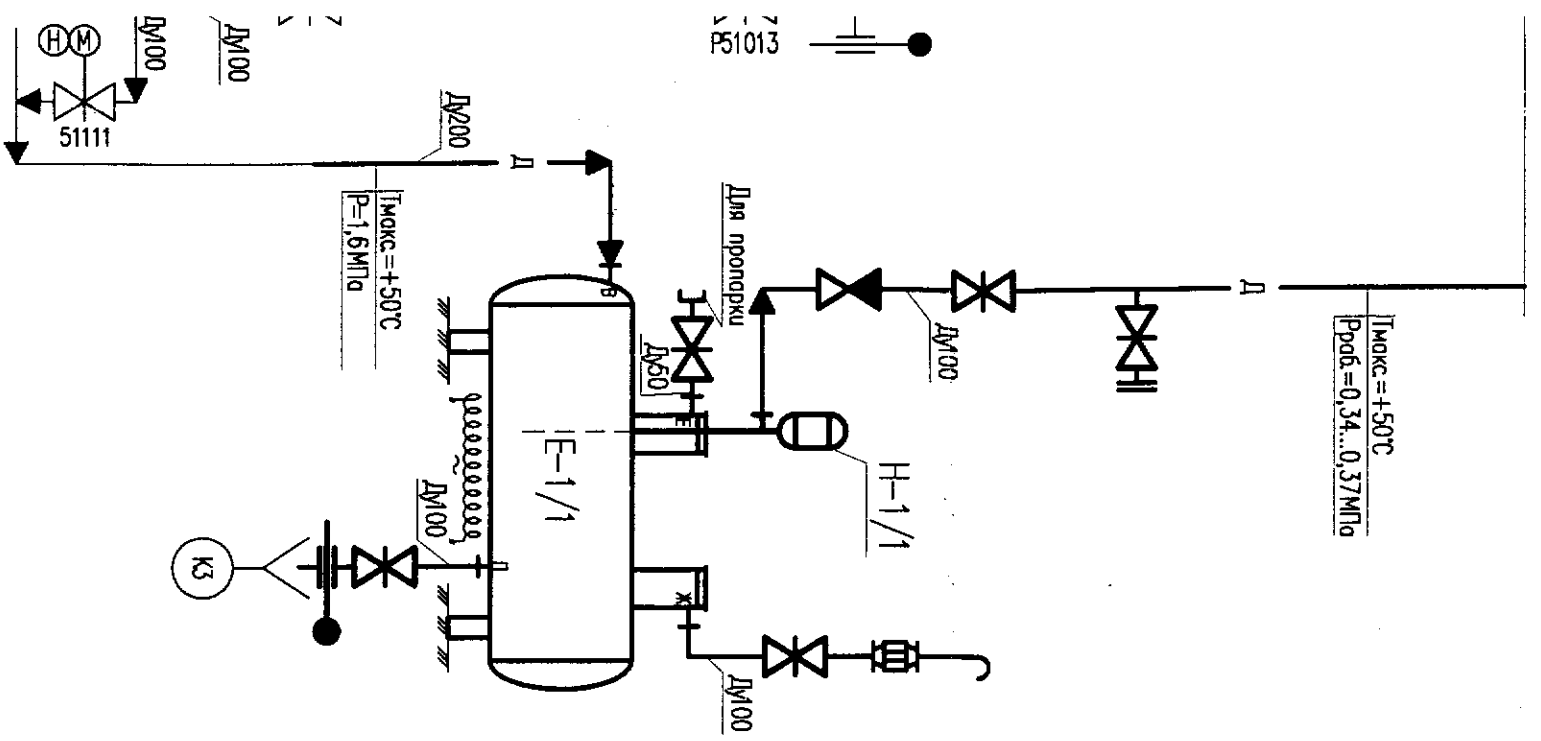 Н
М
Ду100
Ду100
51111
Р51013
Ду200
Д
Тмакс=+50°С
Р=1,6МПа
В
Для пропарки
Ду50
Е
Ду100
Д
Тмакс=+50°С
Рраб.=0,34...0,37МПа
Н-1/1
Е-1/1
Ду100
Д
К3
Ж
Ду100